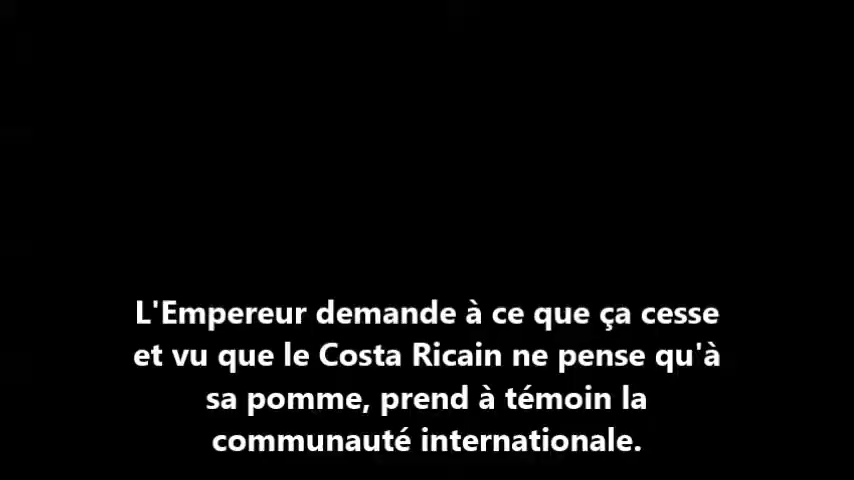 L'Empereur demande à ce que ça cesse
et vu que le Costa Ricain ne pense qu'à
sa pomme, prend à témoin la
communauté internationale.